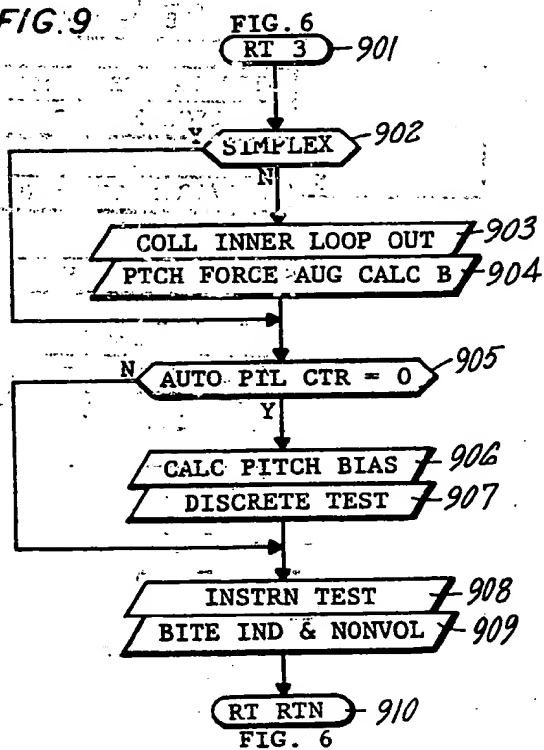 FIG.9
FIG. 6
RT 3 901
SIMPLEX 902
Y
N
COLL INNER LOOP OUT 903
PTCH FORCE AUG CALC B 904
N AUTO PIL CTR = 0 905
Y
CALC PITCH BIAS 906
DISCRETE TEST 907
INSTRN TEST 908
BITE IND & NONVOL 909
RT RTN 910
FIG. 6